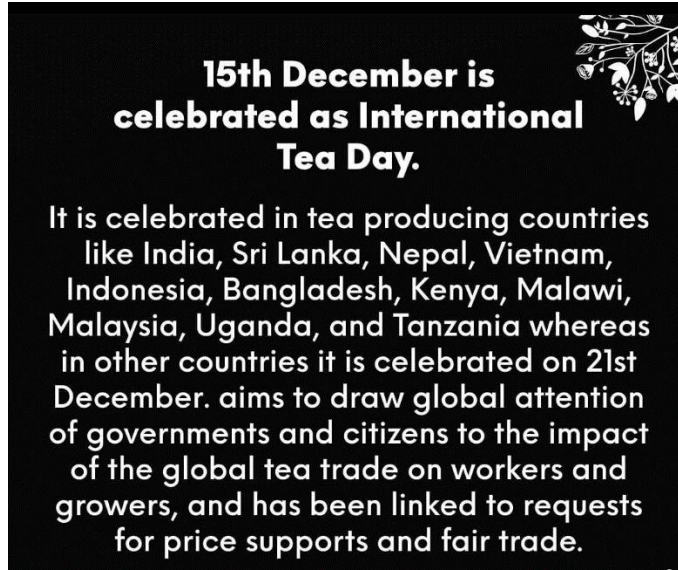 15th December is
celebrated as International
Tea Day.
It is celebrated in tea producing countries
like India, Sri Lanka, Nepal, Vietnam,
Indonesia, Bangladesh, Kenya, Malawi,
Malaysia, Uganda, and Tanzania whereas
in other countries it is celebrated on 21st
December. aims to draw global attention
of governments and citizens to the impact
of the global tea trade on workers and
growers, and has been linked to requests
for price supports and fair trade.